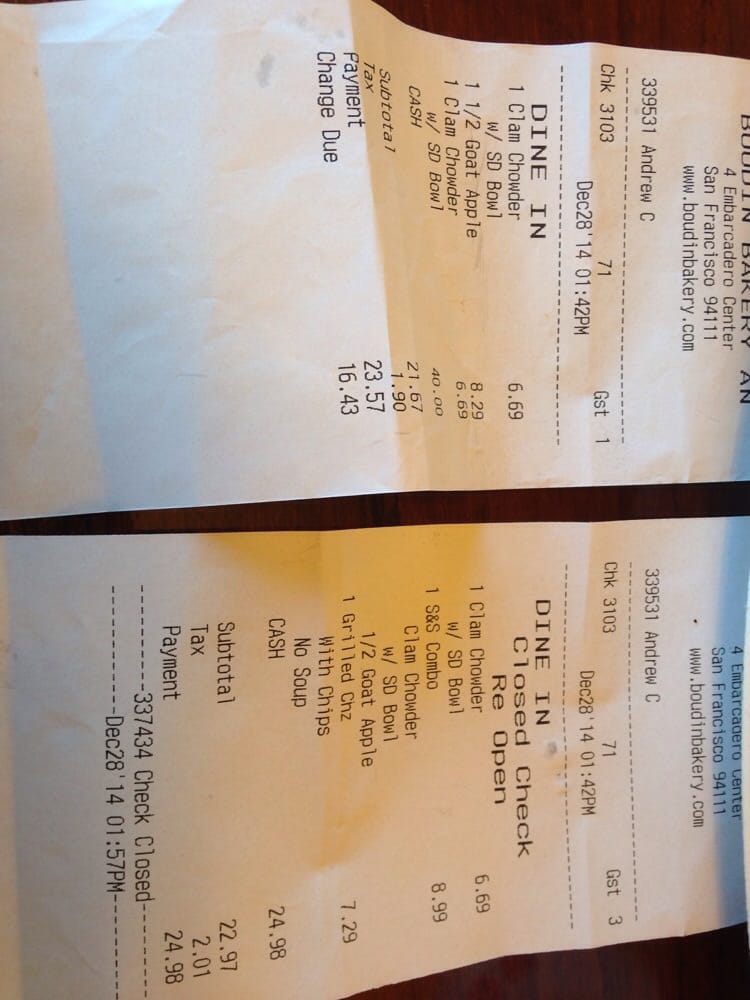 BOUDIN BAKERY AN
4 Embarcadero Center
San Francisco 94111
www.boudinbakery.com
339531 Andrew C
Chk 3103 71 Gst 1
Dec28'14 01:42PM
DINE IN
1 Clam Chowder 6.69
w/ SD Bowl
1 1/2 Goat Apple 8.29
1 Clam Chowder 6.69
w/ SD Bowl
CASH 40.00
Subtotal 21.67
Tax 1.90
Payment 23.57
Change Due 16.43
4 Embarcadero Center
San Francisco 94111
www.boudinbakery.com
339531 Andrew C
Chk 3103 71 Gst 3
Dec28'14 01:42PM
DINE IN
Closed Check
Re Open
1 Clam Chowder 6.69
w/ SD Bowl
1 S&S Combo 8.99
Clam Chowder
w/ SD Bowl
1/2 Goat Apple
1 Grilled Chz 7.29
With Chips
No Soup
CASH 24.98
Subtotal 22.97
Tax 2.01
Payment 24.98
----------337434 Check Closed----------
----------Dec28'14 01:57PM----------